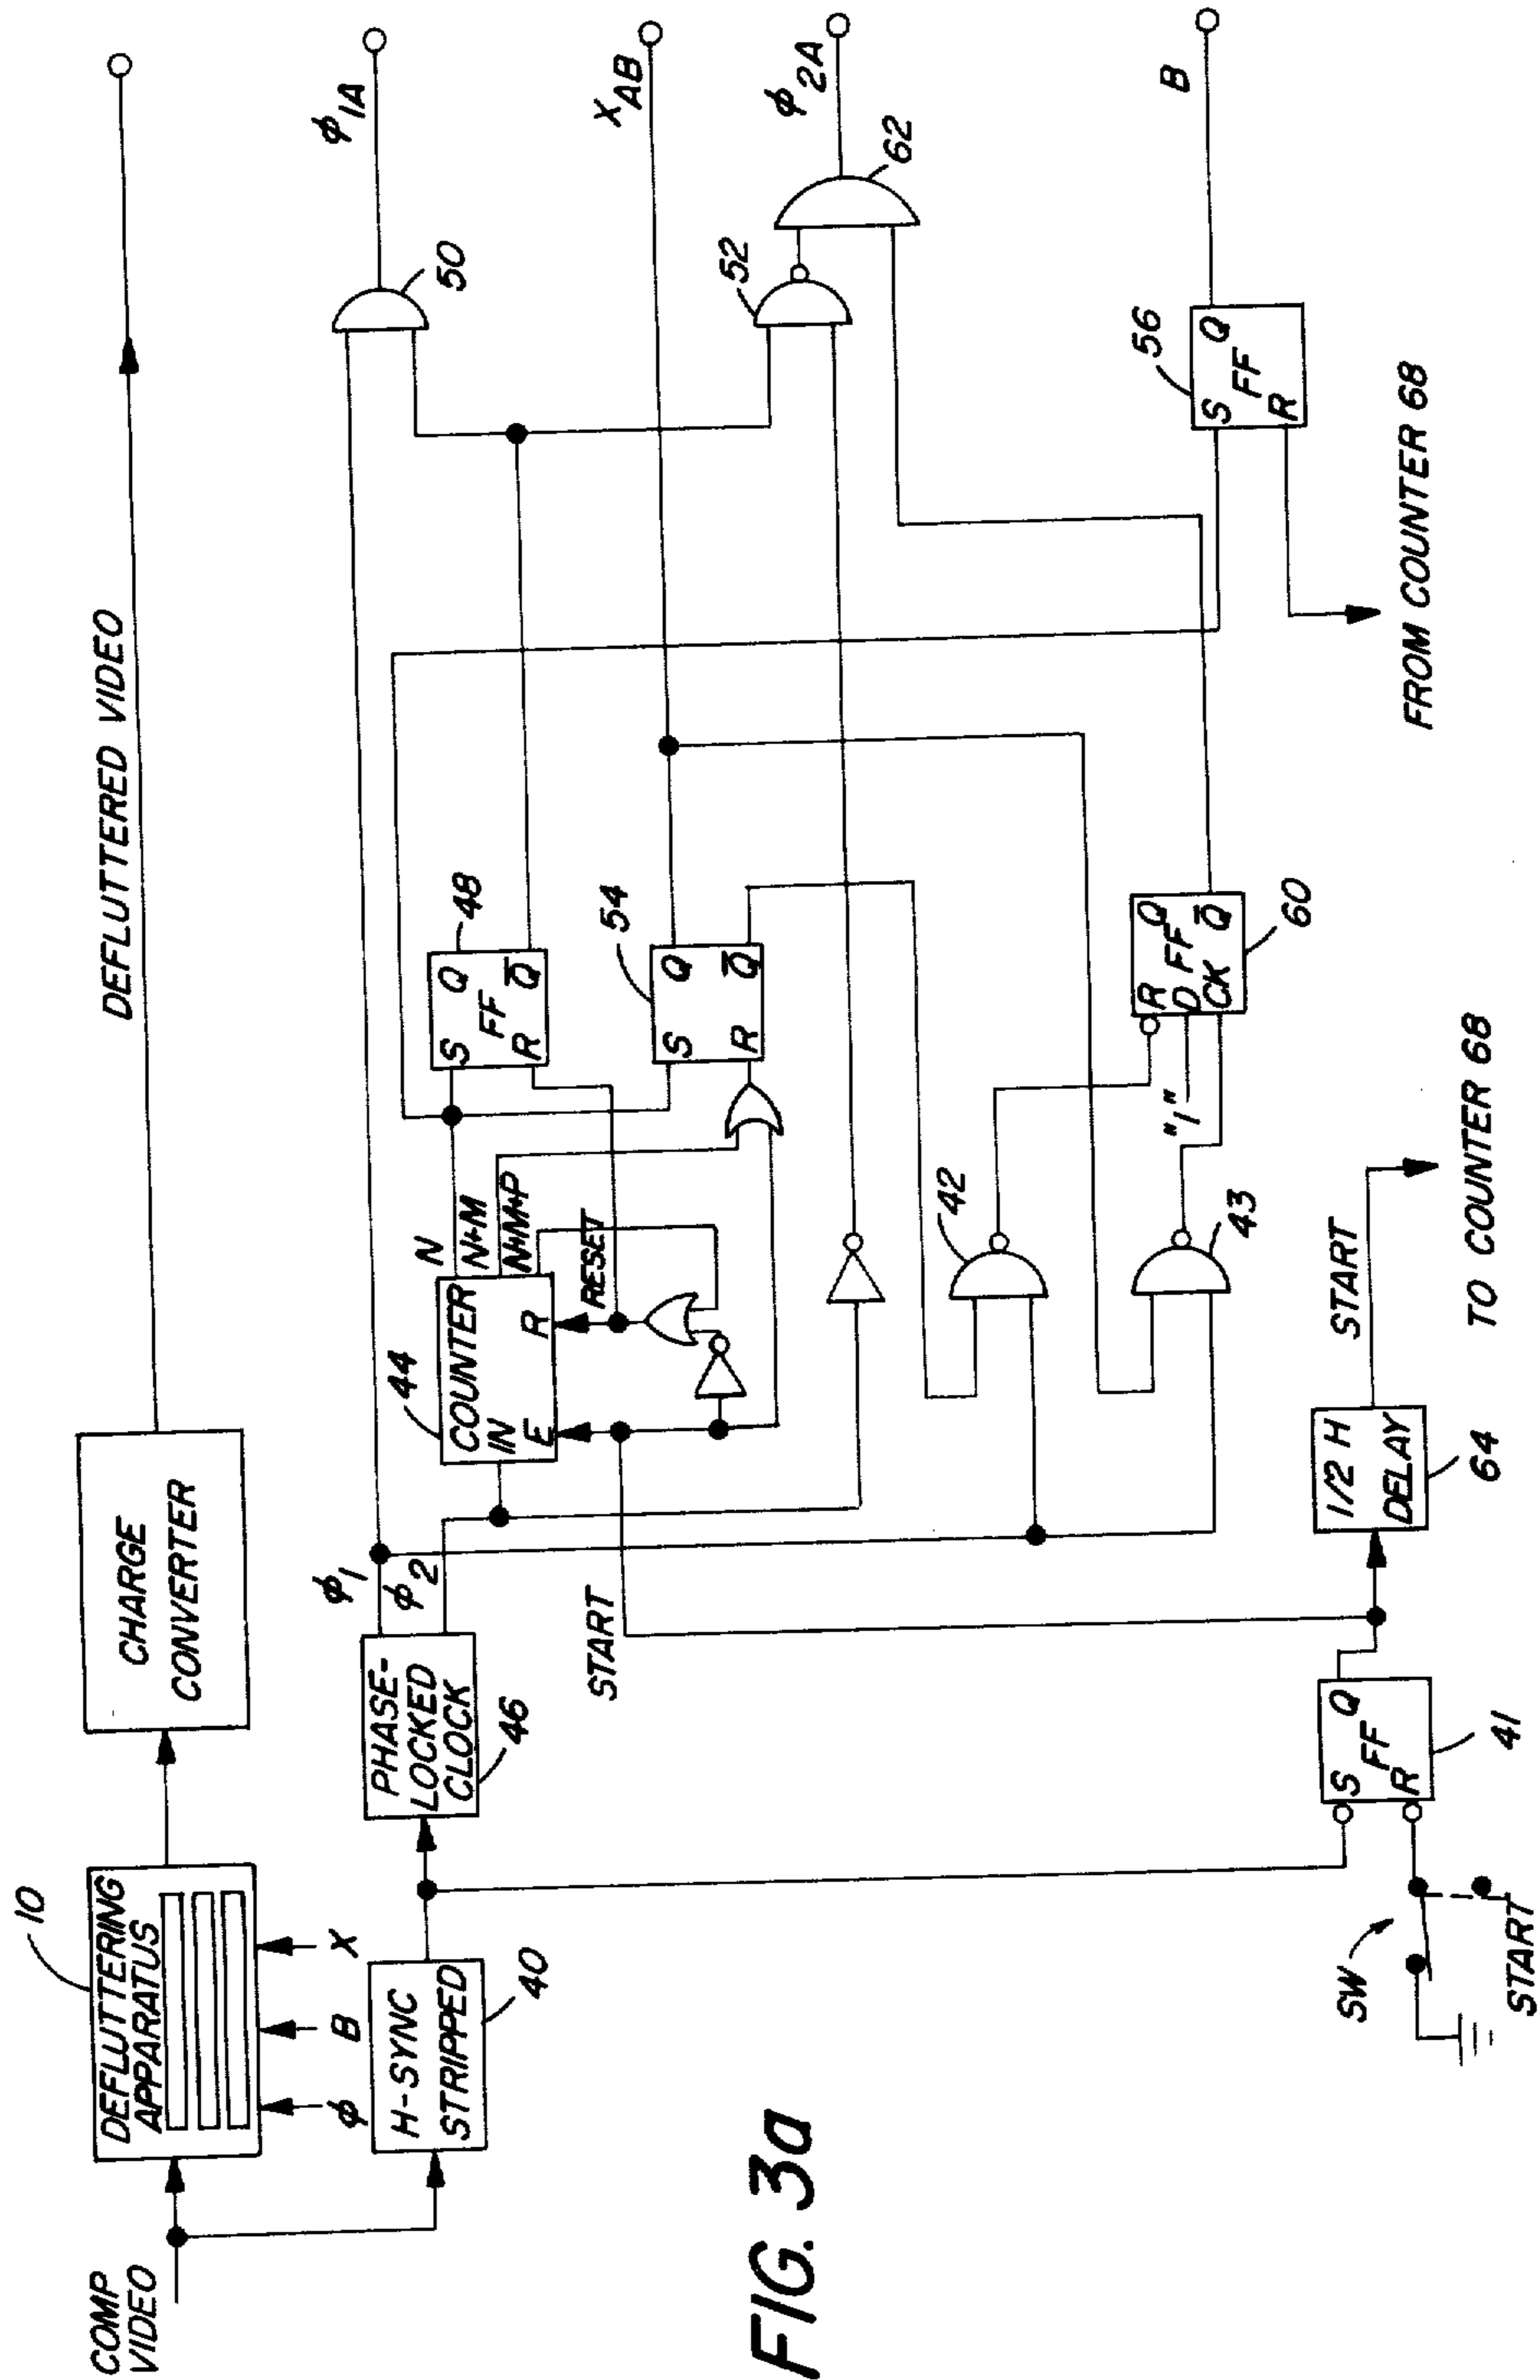 COMP
VIDEO
10
DEFLUTTERING
APPARATUS
ϕ
B
X
CHARGE
CONVERTER
DEFLUTTERED VIDEO
H-SYNC
STRIPPED
40
PHASE-
LOCKED
CLOCK
46
ϕ1
ϕ2
START
44
COUNTER
IN
E
R
RESET
N
N+M
N+M+P
48
S
Q
FF
R
Q̅
54
S
Q
R
Q̅
50
ϕ1A
XAB
52
62
ϕ2A
42
43
"1"
R
Q
D
FF
CK
Q̅
60
56
S
Q
FF
R
B
FROM COUNTER 68
SW
START
S
Q
FF
R
41
1/2 H
DELAY
64
START
TO COUNTER 68
FIG. 3a